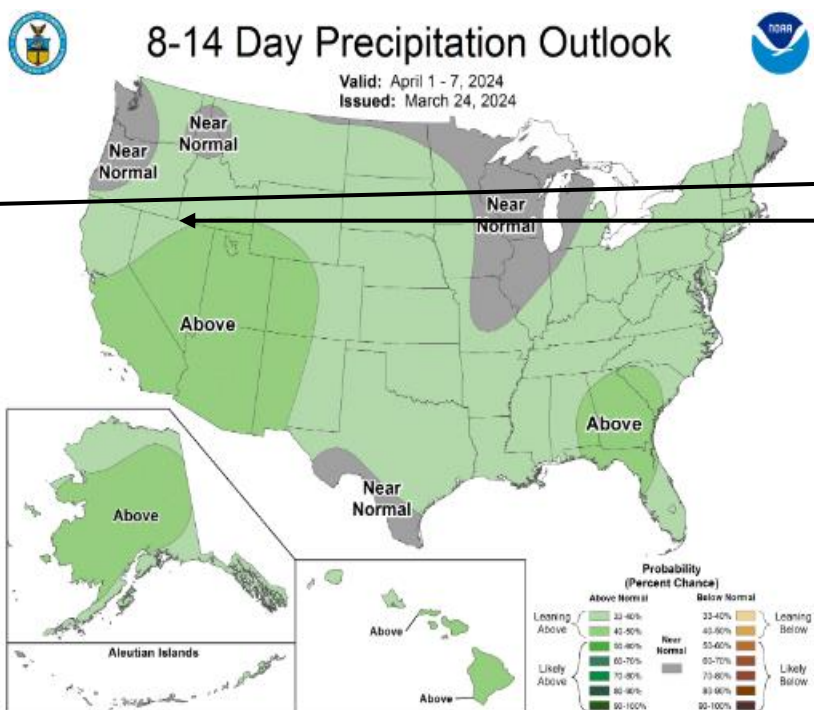 8-14 Day Precipitation Outlook
NOAA
Valid: April 1 - 7, 2024
Issued: March 24, 2024
Near
Normal
Near
Normal
Near
Normal
Above
Above
Near
Normal
Above
Aleutian Islands
Above
Above
Probability
(Percent Chance)
Above Normal
Below Normal
Leaning
Above
33-40%
40-50%
Likely
Above
50-60%
60-70%
70-80%
80-90%
90-100%
Near
Normal
33-40%
40-50%
Leaning
Below
50-60%
60-70%
70-80%
80-90%
90-100%
Likely
Below